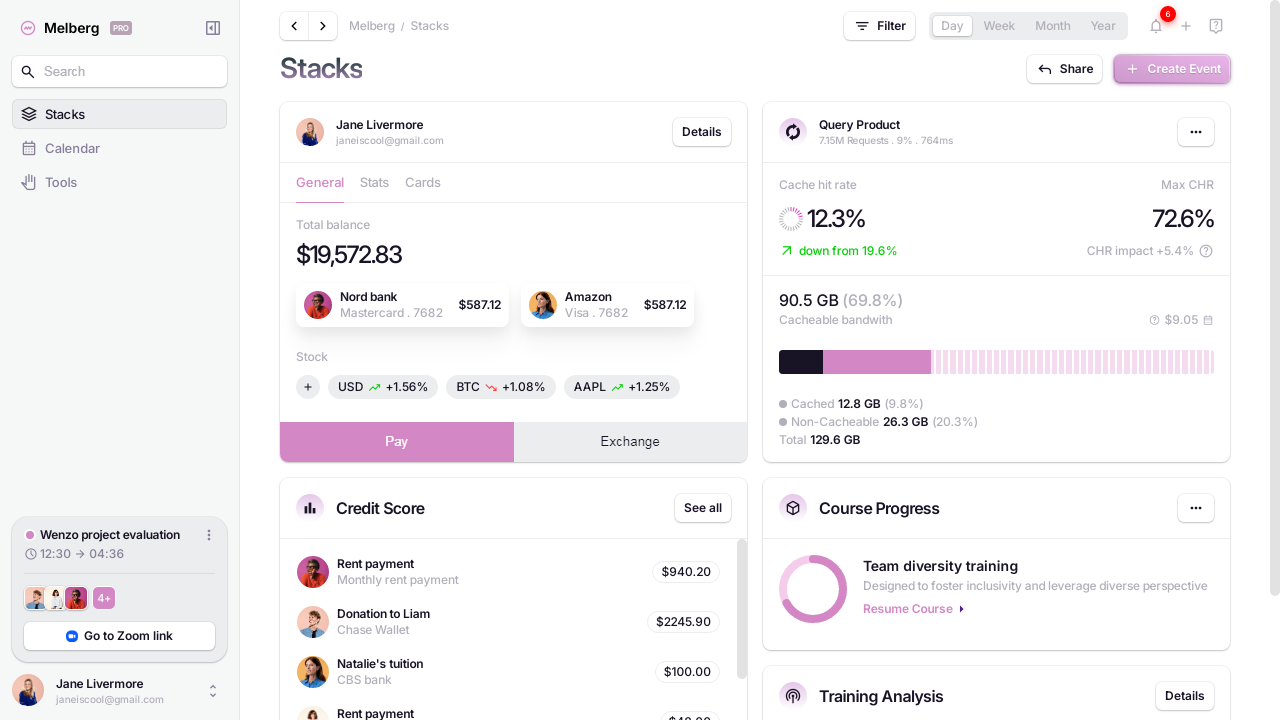 Melberg PRO
Search
Stacks
Calendar
Tools
Wenzo project evaluation
12:30 → 04:36
4+
Go to Zoom link
Jane Livermore
janeiscool@gmail.com
Melberg / Stacks
Filter
Day Week Month Year
6
Stacks
Share
Create Event
Jane Livermore
janeiscool@gmail.com
Details
General Stats Cards
Total balance
$19,572.83
Nord bank
Mastercard . 7682
$587.12
Amazon
Visa . 7682
$587.12
Stock
USD +1.56%
BTC +1.08%
AAPL +1.25%
Pay
Exchange
Query Product
7.15M Requests . 9% . 764ms
Cache hit rate
Max CHR
12.3%
72.6%
down from 19.6%
CHR impact +5.4%
90.5 GB (69.8%)
Cacheable bandwith
$9.05
Cached 12.8 GB (9.8%)
Non-Cacheable 26.3 GB (20.3%)
Total 129.6 GB
Credit Score
See all
Rent payment
Monthly rent payment
$940.20
Donation to Liam
Chase Wallet
$2245.90
Natalie's tuition
CBS bank
$100.00
Rent payment
Course Progress
Team diversity training
Designed to foster inclusivity and leverage diverse perspective
Resume Course
Training Analysis
Details